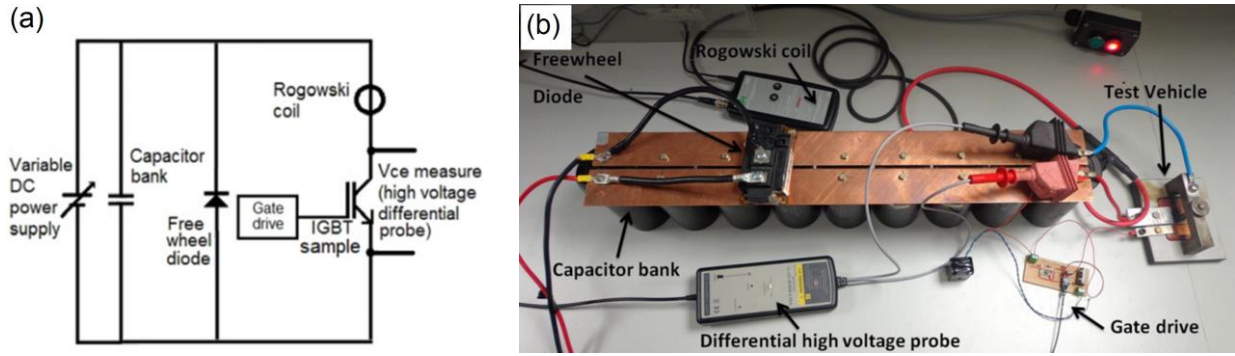 (a)
Rogowski
coil
Variable
DC
power
supply
Capacitor
bank
Free
wheel
diode
Gate
drive
IGBT
sample
Vce measure
(high voltage
differential
probe)
(b)
Freewheel
Diode
Rogowski coil
Test Vehicle
Capacitor bank
Differential high voltage probe
Gate drive